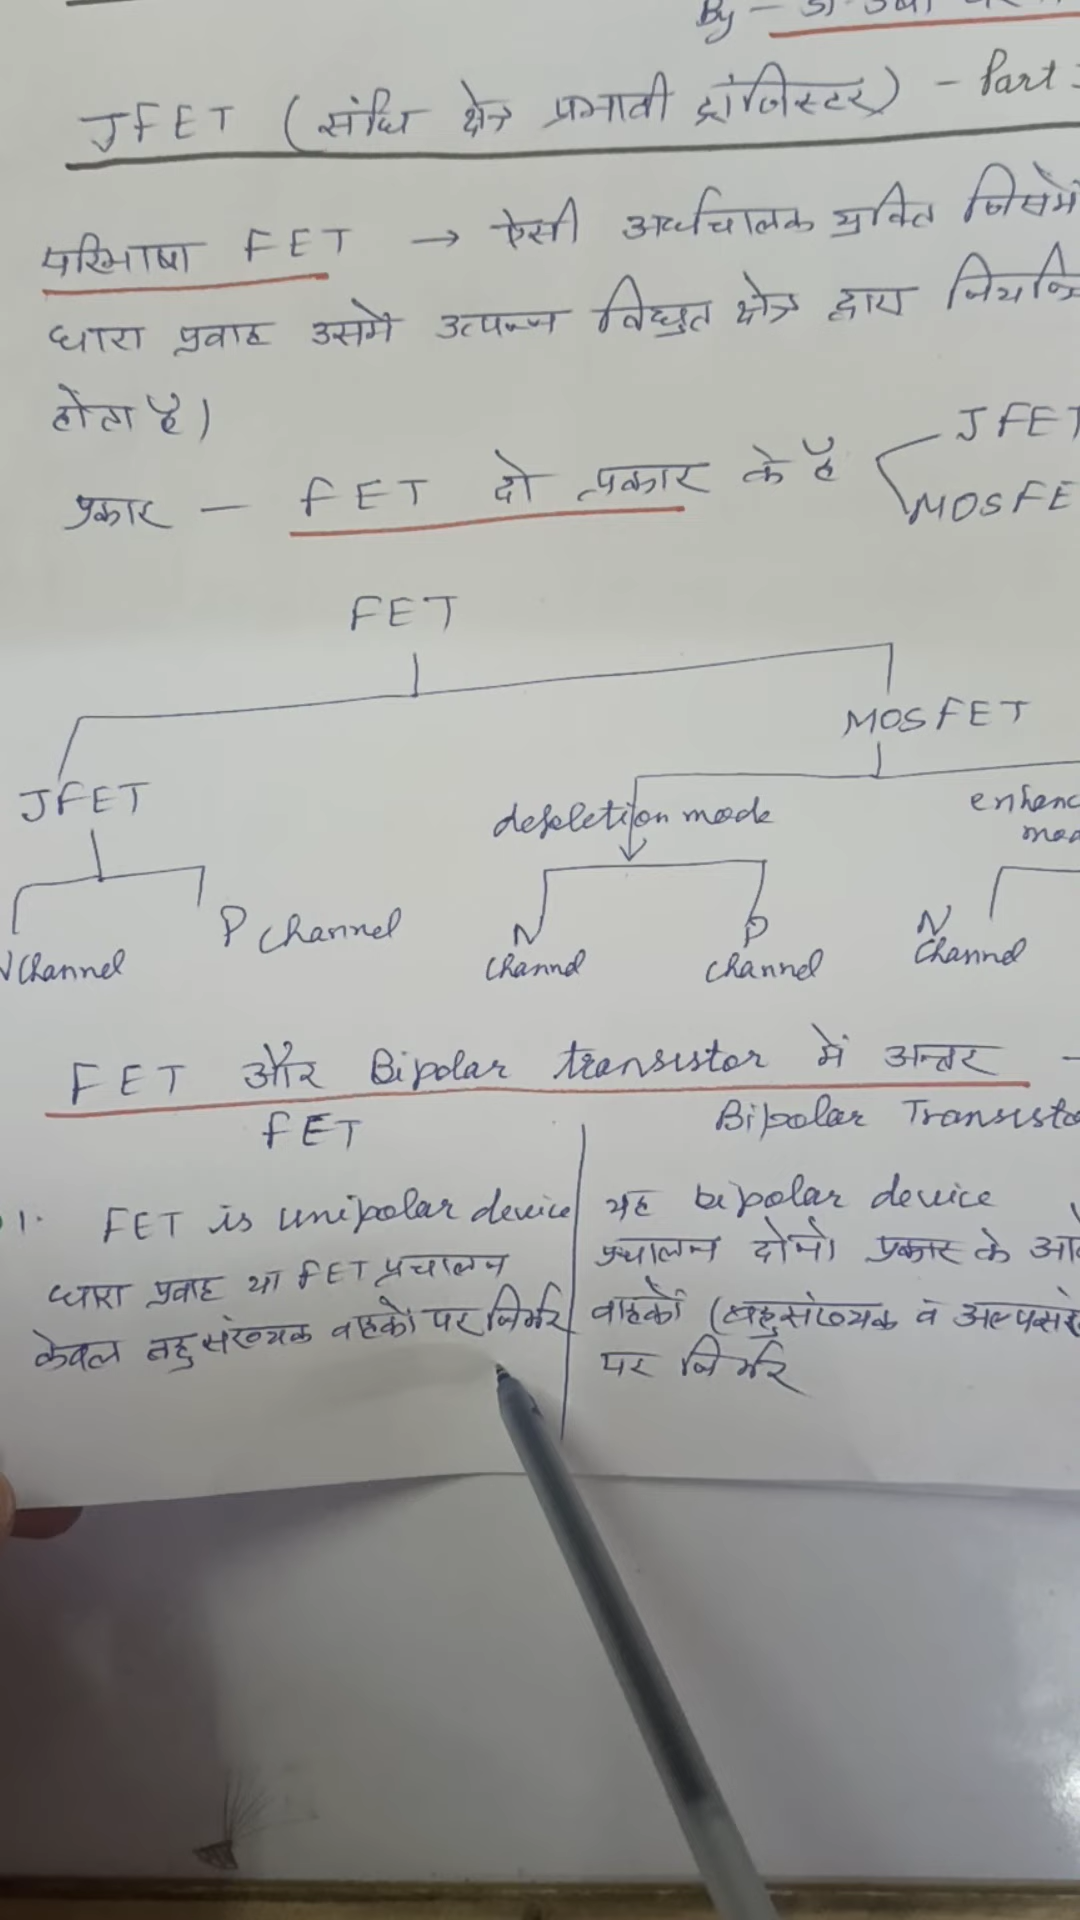 By -
JFET (संधि क्षेत्र प्रभावी ट्रांजिस्टर) - Part
परिभाषा FET → ऐसी अर्धचालक युक्ति जिसमें
धारा प्रवाह उसमे उत्पन्न विधुत क्षेत्र द्वारा
होता है)
प्रकार - FET दो प्रकार के है
JFET
MOSFE
FET
MOSFET
JFET
depletion mode
enhanc
mod
N
P
N
P Channel
Channel
Channel
Channel
Channel
FET और Bipolar transistor में अन्तर -
FET
Bipolar Transisto
1. FET is unipolar device
धारा प्रवाह या FET प्रचालन
केवल बहुसंख्यक वाहको पर निर्भर
यह bipolar device
प्रचालन दोनो प्रकार के
वाहकों (बहुसंख्यक व
पर निर्भर